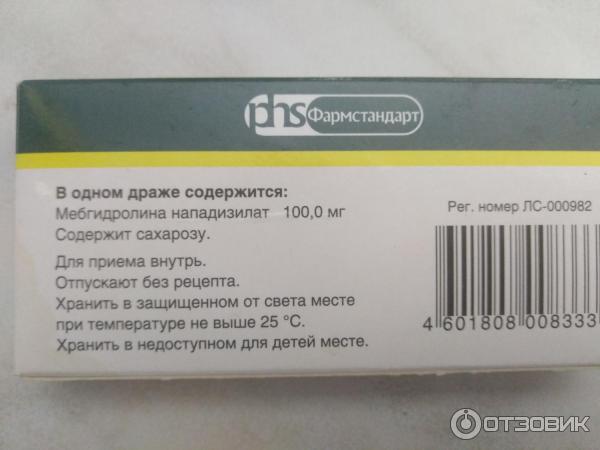 phs Фармстандарт
В одном драже содержится:
Мебгидролина нападизилат 100,0 мг
Содержит сахарозу.
Для приема внутрь.
Отпускают без рецепта.
Хранить в защищенном от света месте
при температуре не выше 25 °С.
Хранить в недоступном для детей месте.
Рег. номер ЛС-000982
4 601808 008333
ОТЗОВИК